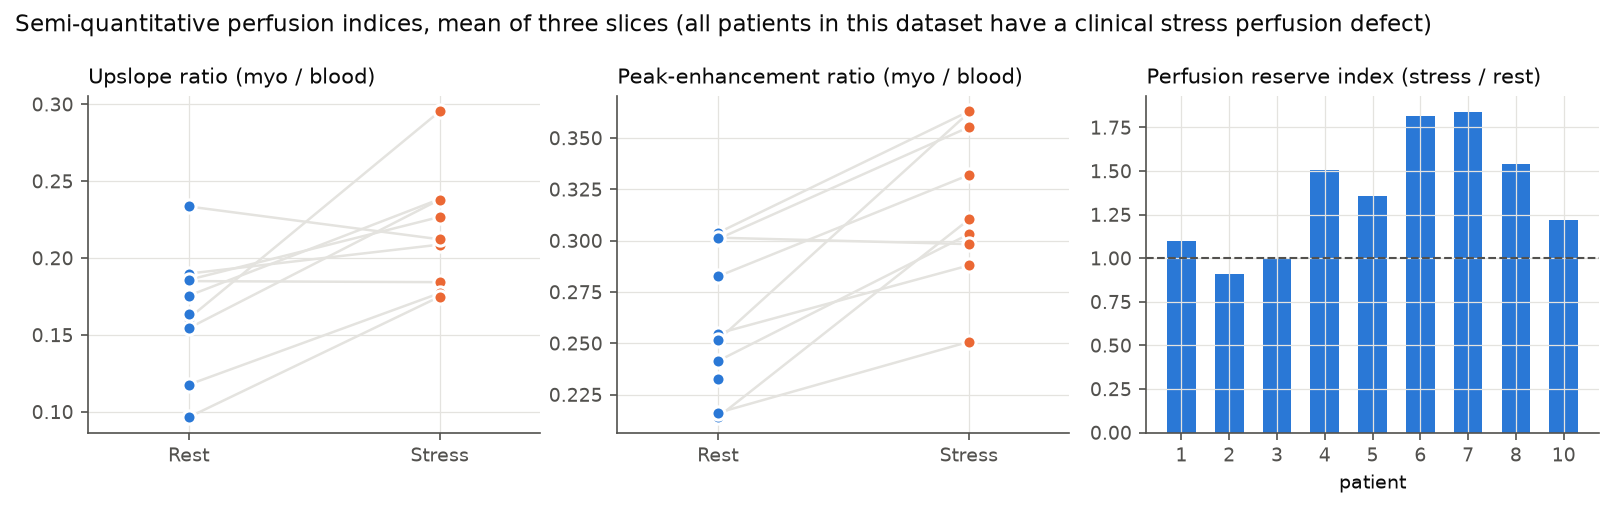 Semi-quantitative perfusion indices, mean of three slices (all patients in this dataset have a clinical stress perfusion defect)
Upslope ratio (myo / blood)
0.30
0.25
0.20
0.15
0.10
Rest
Stress
Peak-enhancement ratio (myo / blood)
0.350
0.325
0.300
0.275
0.250
0.225
Rest
Stress
Perfusion reserve index (stress / rest)
1.75
1.50
1.25
1.00
0.75
0.50
0.25
0.00
1 2 3 4 5 6 7 8 10
patient